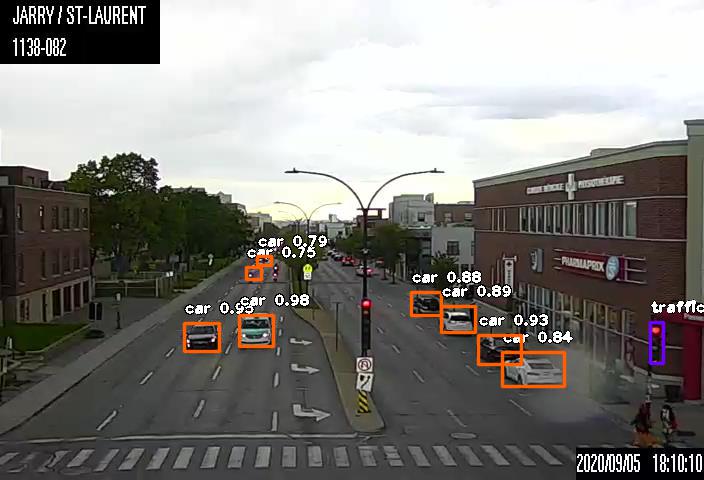 JARRY / ST-LAURENT
1138-082
PHARMAPRIX
car 0.79
car 0.75
car 0.95
car 0.98
car 0.88
car 0.89
car 0.93
car 0.84
traffic
2020/09/05 18:10:10